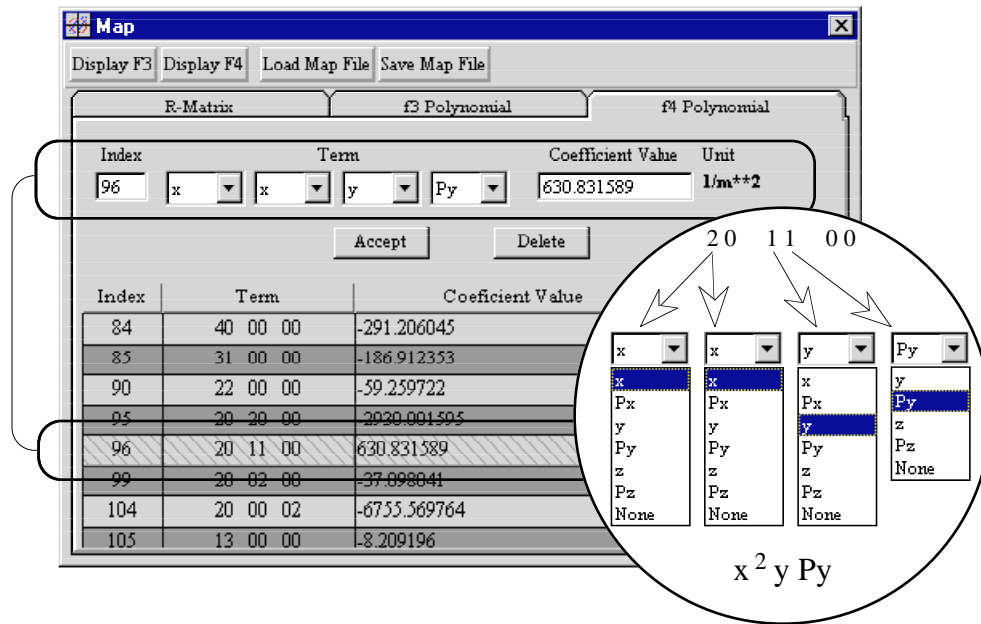 Map
Display F3 Display F4 Load Map File Save Map File
R-Matrix f3 Polynomial f4 Polynomial
Index Term Coefficient Value Unit
96 x x y Py 630.831589 1/m**2
Accept Delete
Index Term Coeficient Value
84 40 00 00 -291.206045
85 31 00 00 -186.912353
90 22 00 00 -59.259722
95 20 20 00 -2930.001595
96 20 11 00 630.831589
99 20 02 00 -37.098041
104 20 00 02 -6755.569764
105 13 00 00 -8.209196
20 11 00
x x y Py
x x x y
Px Px Px Py
y y y z
Py Py Py Pz
z z z None
Pz Pz Pz
None None None
x 2 y Py